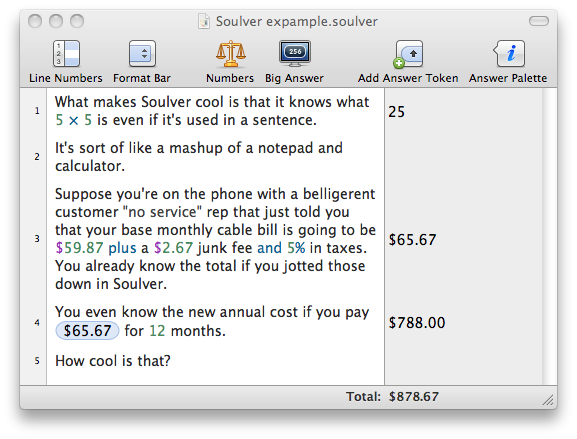 Soulver expample.soulver
1
2
3
256
Line Numbers Format Bar Numbers Big Answer Add Answer Token Answer Palette
1 What makes Soulver cool is that it knows what
5 × 5 is even if it's used in a sentence.
25
2 It's sort of like a mashup of a notepad and
calculator.
Suppose you're on the phone with a belligerent
customer "no service" rep that just told you
that your base monthly cable bill is going to be
3 $59.87 plus a $2.67 junk fee and 5% in taxes.
$65.67
You already know the total if you jotted those
down in Soulver.
4 You even know the new annual cost if you pay
$65.67 for 12 months.
$788.00
5 How cool is that?
Total: $878.67